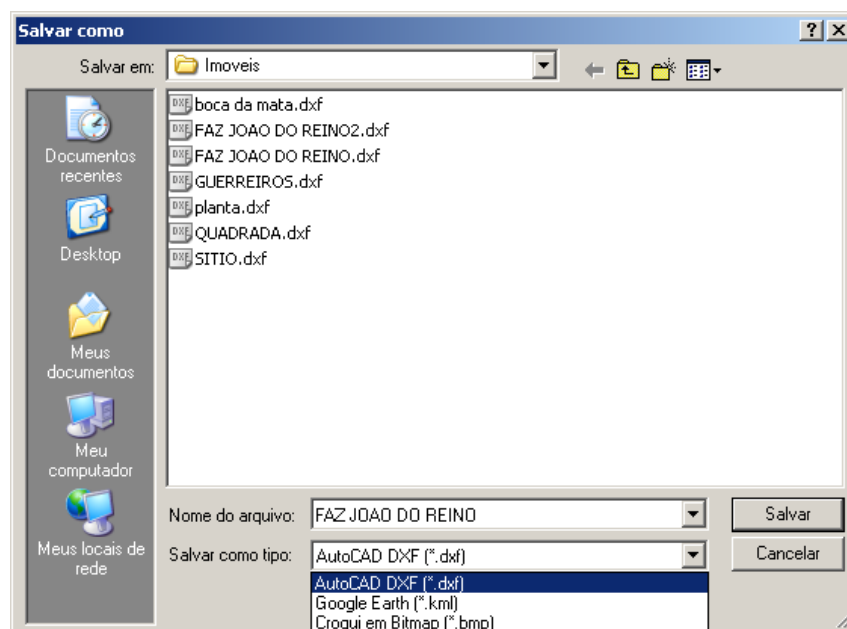 Salvar como
Salvar em: Imoveis
boca da mata.dxf
FAZ JOAO DO REINO2.dxf
FAZ JOAO DO REINO.dxf
GUERREIROS.dxf
planta.dxf
QUADRADA.dxf
SITIO.dxf
Documentos
recentes
Desktop
Meus
documentos
Meu
computador
Meus locais de
rede
Nome do arquivo: FAZ JOAO DO REINO Salvar
Salvar como tipo: AutoCAD DXF (*.dxf) Cancelar
AutoCAD DXF (*.dxf)
Google Earth (*.kml)
Croqui em Bitmap (*.bmp)